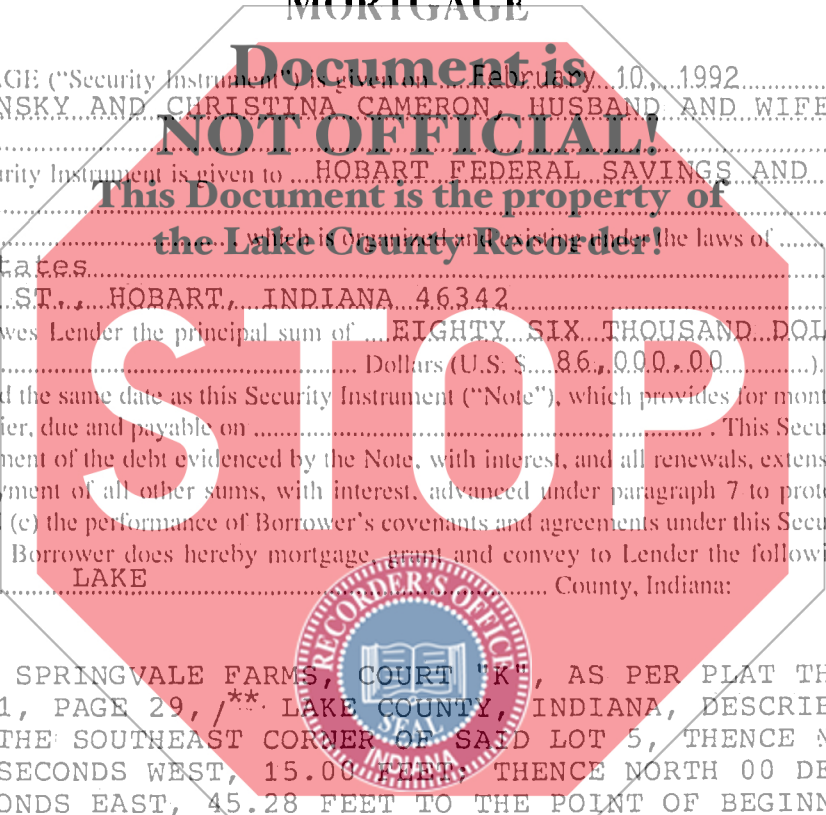 MORTGAGE
Document is
GE ("Security Instrument") is given on February 10, 1992
NSKY AND CHRISTINA CAMERON, HUSBAND AND WIFE
NOT OFFICIAL!
rity Instrument is given to HOBART FEDERAL SAVINGS AND
This Document is the property of
which is organized and existing under the laws of
the Lake County Recorder!
tates
ST., HOBART, INDIANA 46342
wes Lender the principal sum of EIGHTY SIX THOUSAND DOL
Dollars (U.S. $ 86,000.00 ).
d the same date as this Security Instrument ("Note"), which provides for mont
ier, due and payable on . This Secu
ment of the debt evidenced by the Note, with interest, and all renewals, extens
yment of all other sums, with interest, advanced under paragraph 7 to prote
(c) the performance of Borrower's covenants and agreements under this Secu
Borrower does hereby mortgage, grant and convey to Lender the followi
LAKE County, Indiana:
STOP
RECORDER'S OFFICE
SEAL
INDIANA
SPRINGVALE FARMS, COURT "K", AS PER PLAT TH
1, PAGE 29, /** LAKE COUNTY, INDIANA, DESCRIE
THE SOUTHEAST CORNER OF SAID LOT 5, THENCE N
SECONDS WEST, 15.00 FEET; THENCE NORTH 00 DE
ONDS EAST, 45.28 FEET TO THE POINT OF BEGINN